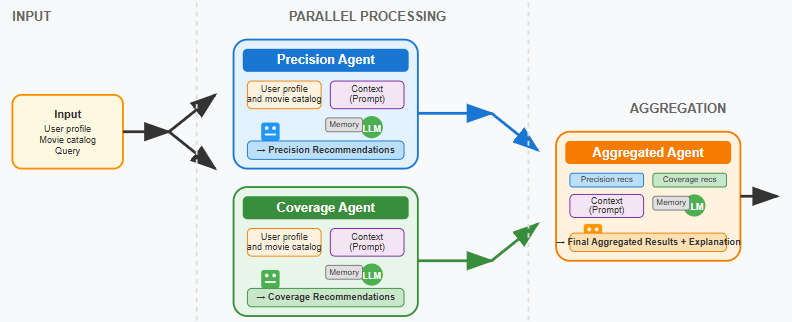 INPUT
PARALLEL PROCESSING
AGGREGATION
Input
User profile
Movie catalog
Query
Precision Agent
User profile
and movie catalog
Context
(Prompt)
Memory
LLM
→ Precision Recommendations
Coverage Agent
User profile
and movie catalog
Context
(Prompt)
Memory
LLM
→ Coverage Recommendations
Aggregated Agent
Precision recs
Coverage recs
Context
(Prompt)
Memory
LM
→ Final Aggregated Results + Explanation